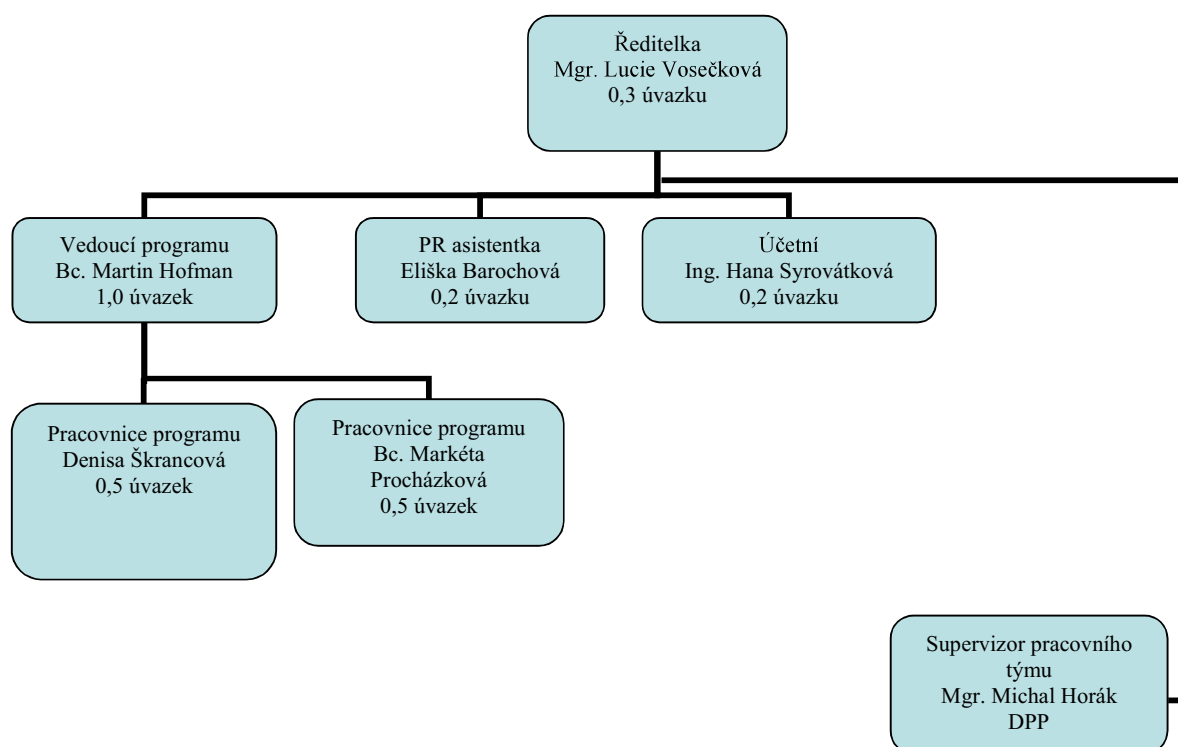 Ředitelka
Mgr. Lucie Vosečková
0,3 úvazku
Vedoucí programu
Bc. Martin Hofman
1,0 úvazek
PR asistentka
Eliška Barochová
0,2 úvazku
Účetní
Ing. Hana Syrovátková
0,2 úvazku
Pracovnice programu
Denisa Škrancová
0,5 úvazek
Pracovnice programu
Bc. Markéta
Procházková
0,5 úvazek
Supervizor pracovního
týmu
Mgr. Michal Horák
DPP